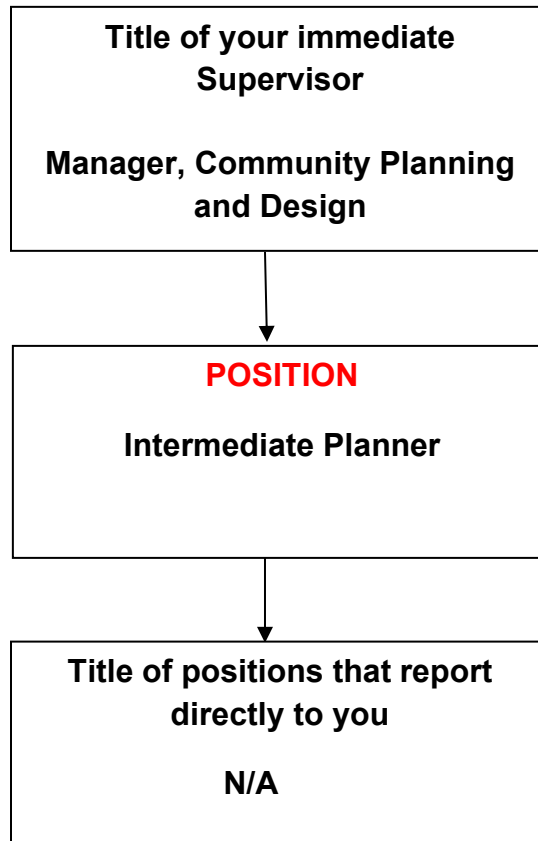 Title of your immediate
Supervisor
Manager, Community Planning
and Design
POSITION
Intermediate Planner
Title of positions that report
directly to you
N/A